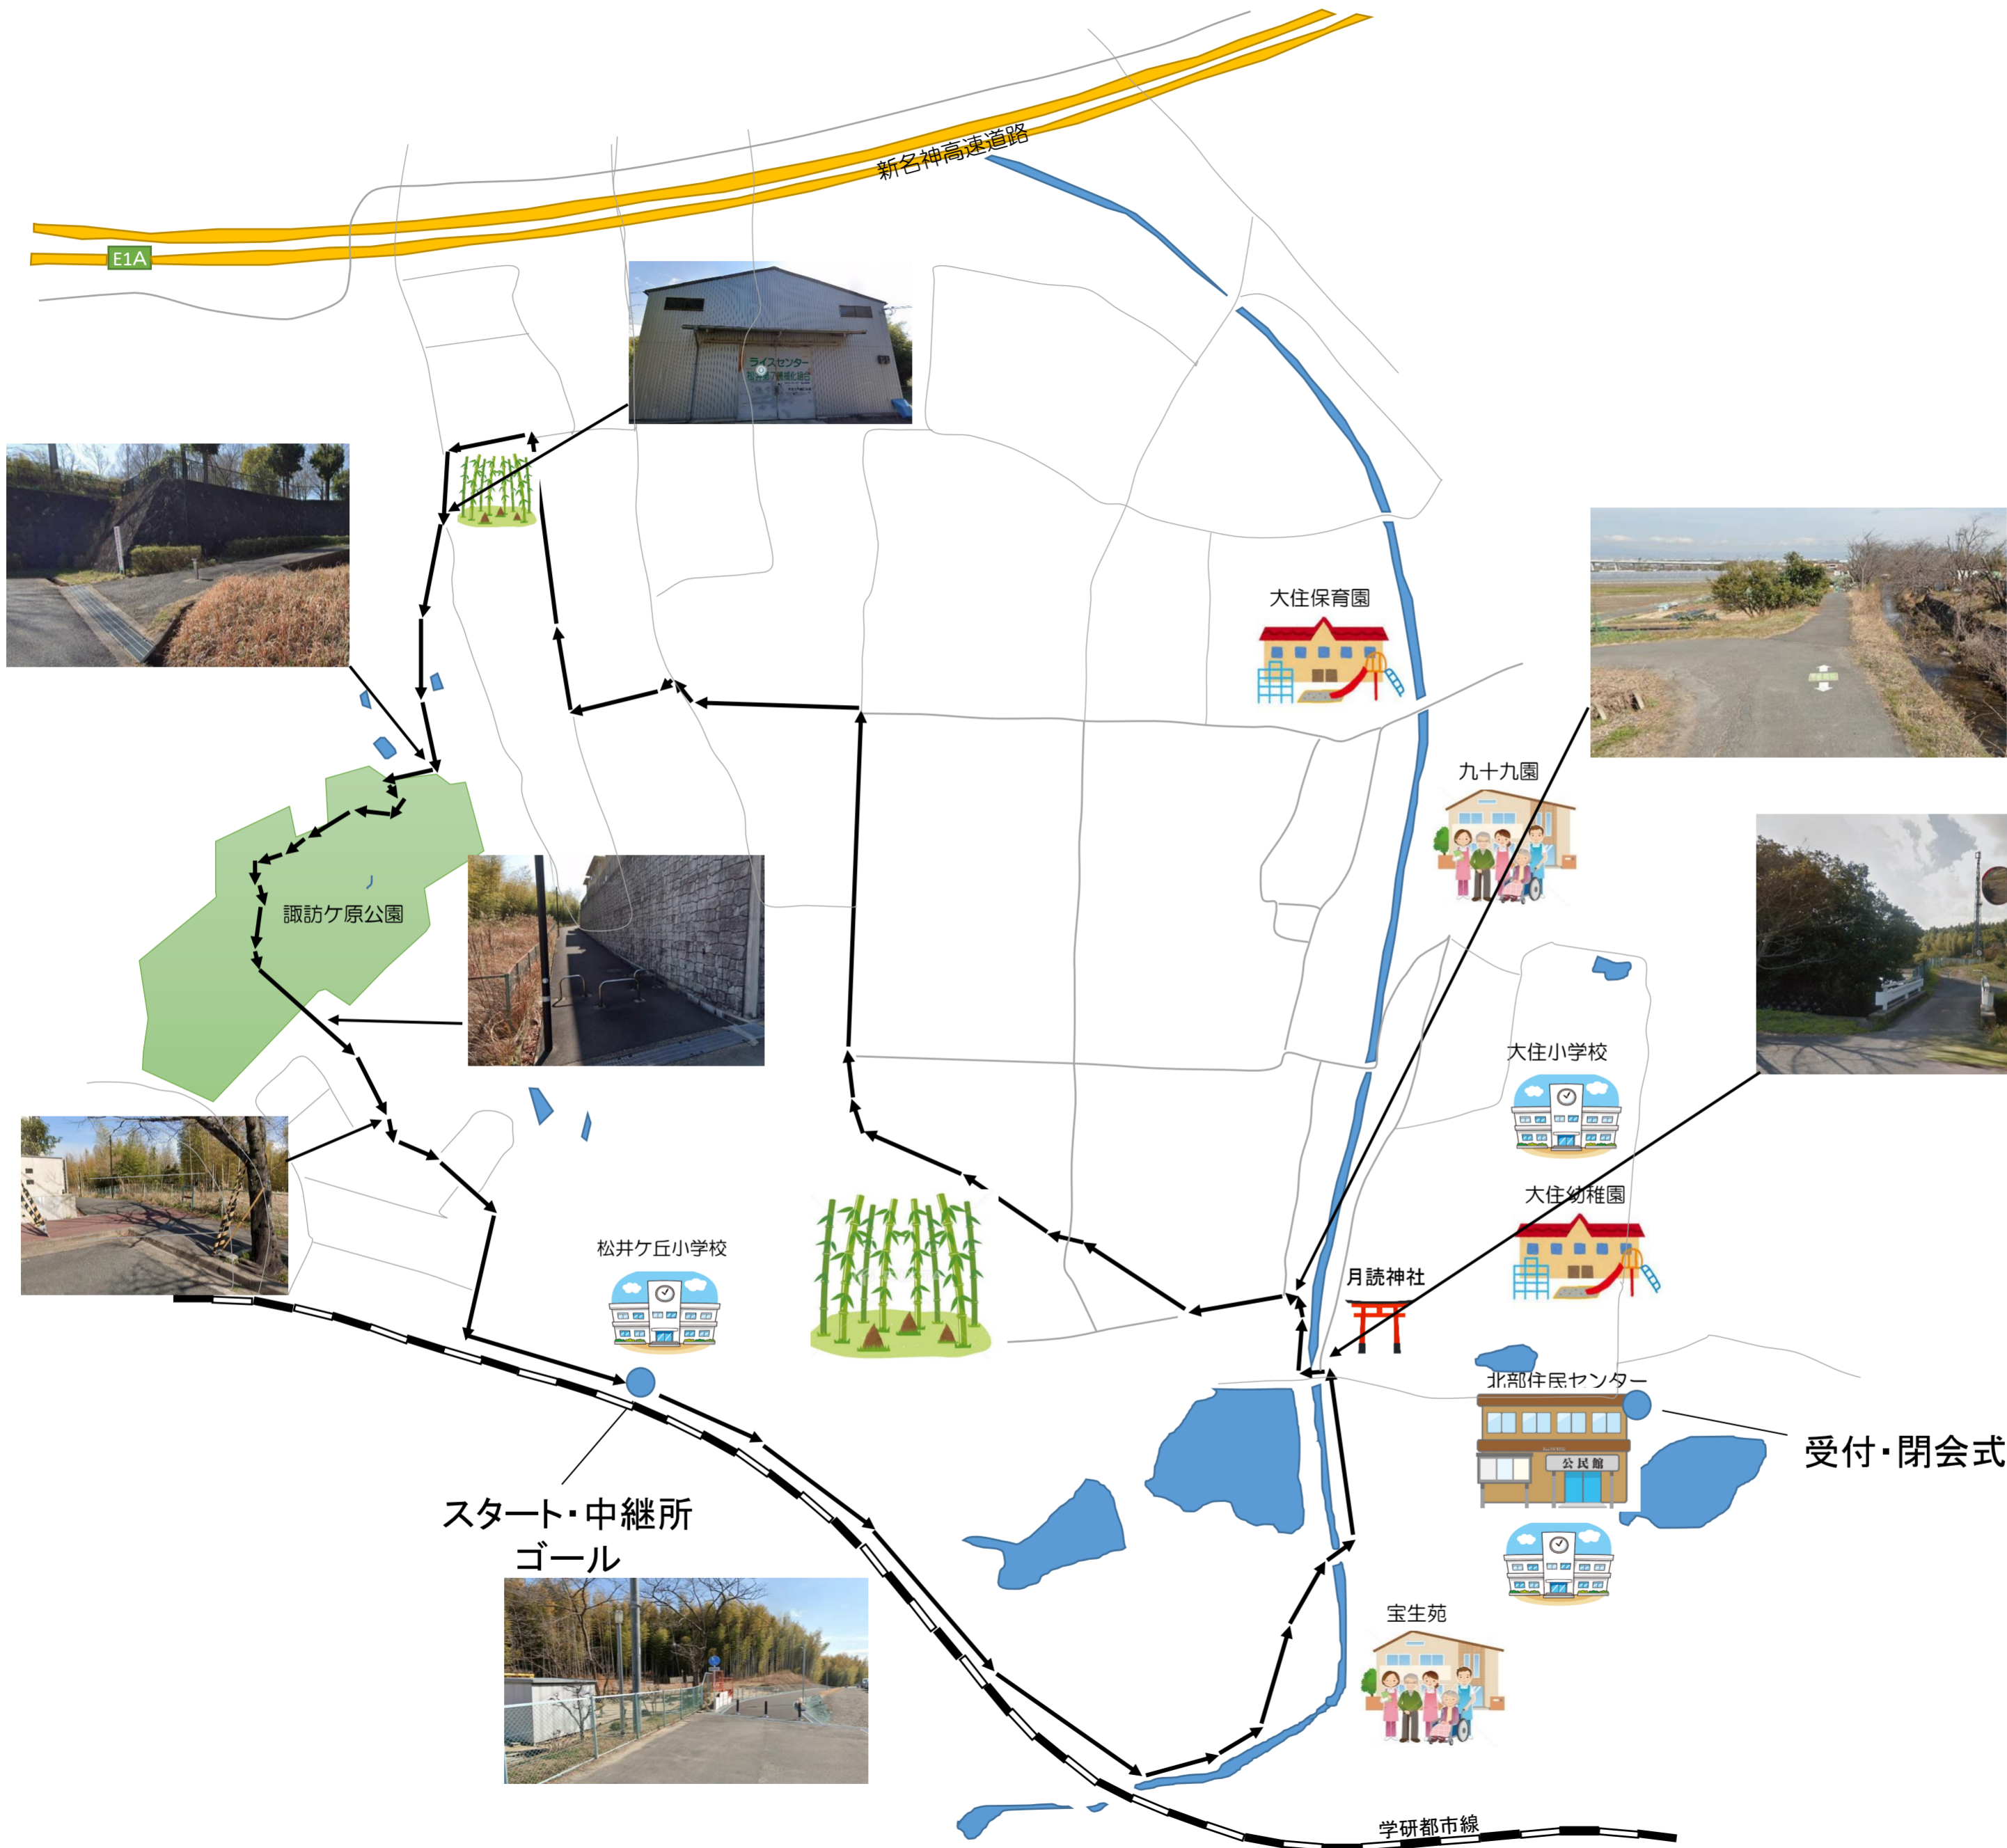 新名神高速道路
E1A
ライスセンター
大住保育園
九十九園
諏訪ケ原公園
大住小学校
大住幼稚園
松井ケ丘小学校
月読神社
北部住民センター
公民館
受付・閉会式
スタート・中継所
ゴール
宝生苑
学研都市線